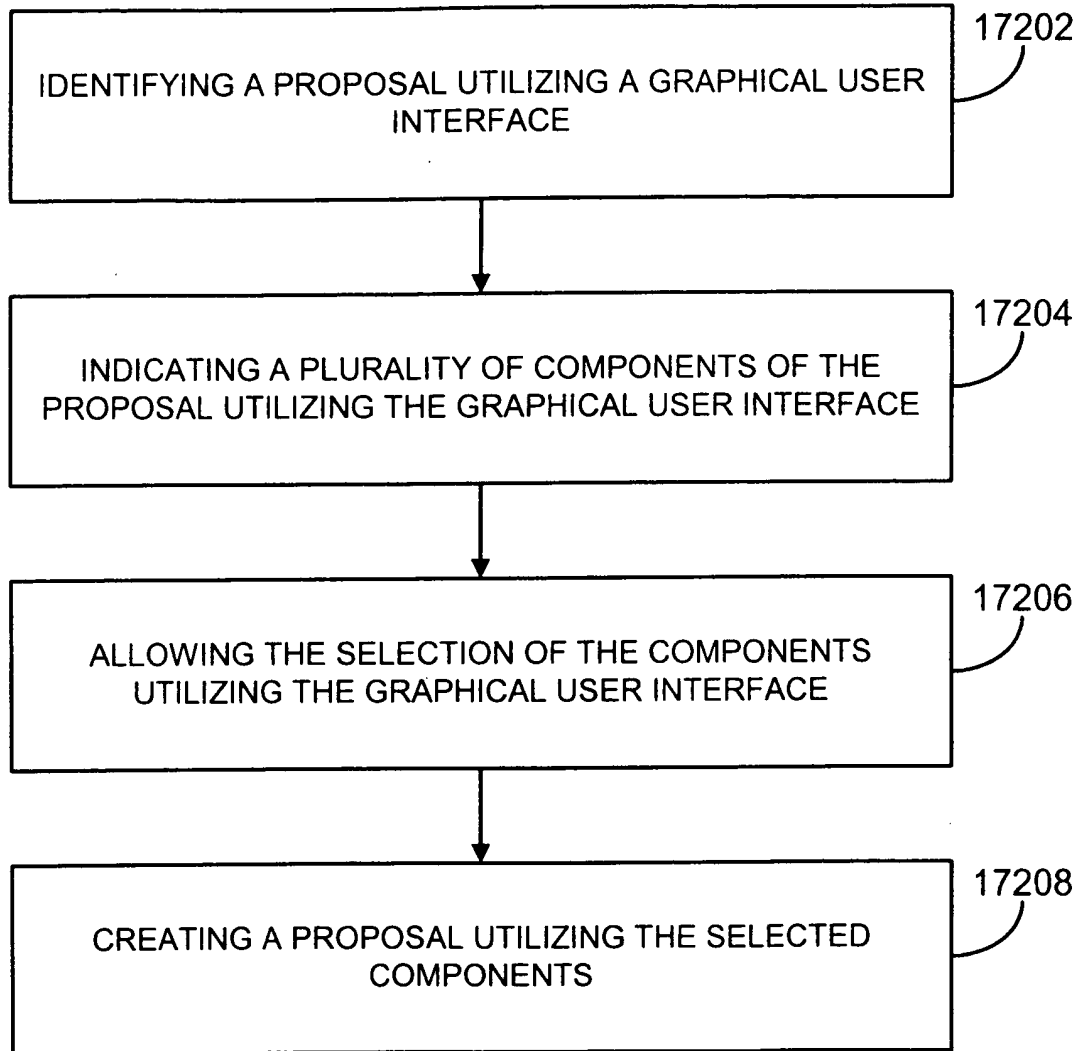 17202
IDENTIFYING A PROPOSAL UTILIZING A GRAPHICAL USER
INTERFACE
17204
INDICATING A PLURALITY OF COMPONENTS OF THE
PROPOSAL UTILIZING THE GRAPHICAL USER INTERFACE
17206
ALLOWING THE SELECTION OF THE COMPONENTS
UTILIZING THE GRAPHICAL USER INTERFACE
17208
CREATING A PROPOSAL UTILIZING THE SELECTED
COMPONENTS